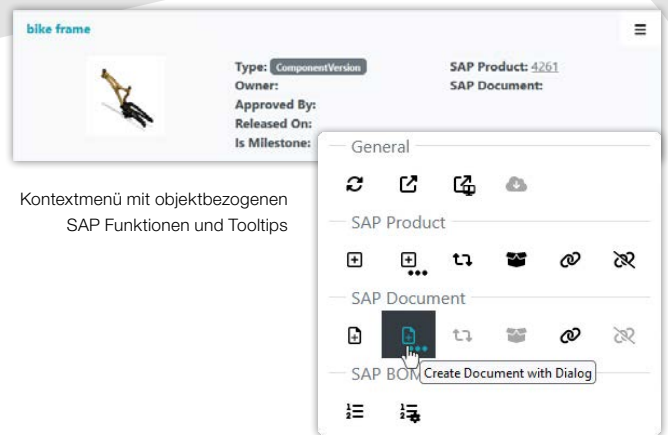 bike frame
Type: ComponentVersion
Owner:
Approved By:
Released On:
Is Milestone:
SAP Product: 4261
SAP Document:
Kontextmenü mit objektbezogenen
SAP Funktionen und Tooltips
General
SAP Product
SAP Document
Create Document with Dialog
SAP BOM